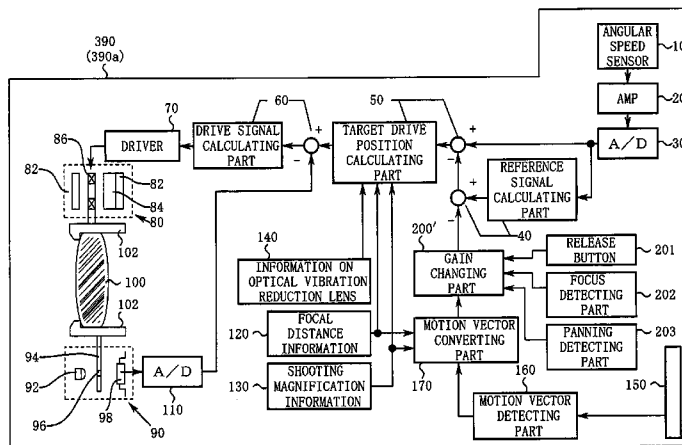 390
(390a)
ANGULAR
SPEED
SENSOR
10
AMP
20
A/D
30
70
DRIVER
60
DRIVE SIGNAL
CALCULATING
PART
+
−
50
TARGET DRIVE
POSITION
CALCULATING
PART
+
−
+
−
40
REFERENCE
SIGNAL
CALCULATING
PART
86
82
82
84
80
102
100
102
140
INFORMATION ON
OPTICAL VIBRATION
REDUCTION LENS
200'
GAIN
CHANGING
PART
RELEASE
BUTTON
201
FOCUS
DETECTING PART
202
PANNING
DETECTING PART
203
120
FOCAL
DISTANCE
INFORMATION
130
SHOOTING
MAGNIFICATION
INFORMATION
MOTION VECTOR
CONVERTING
PART
170
160
MOTION VECTOR
DETECTING
PART
150
94
92
96
98
90
A/D
110